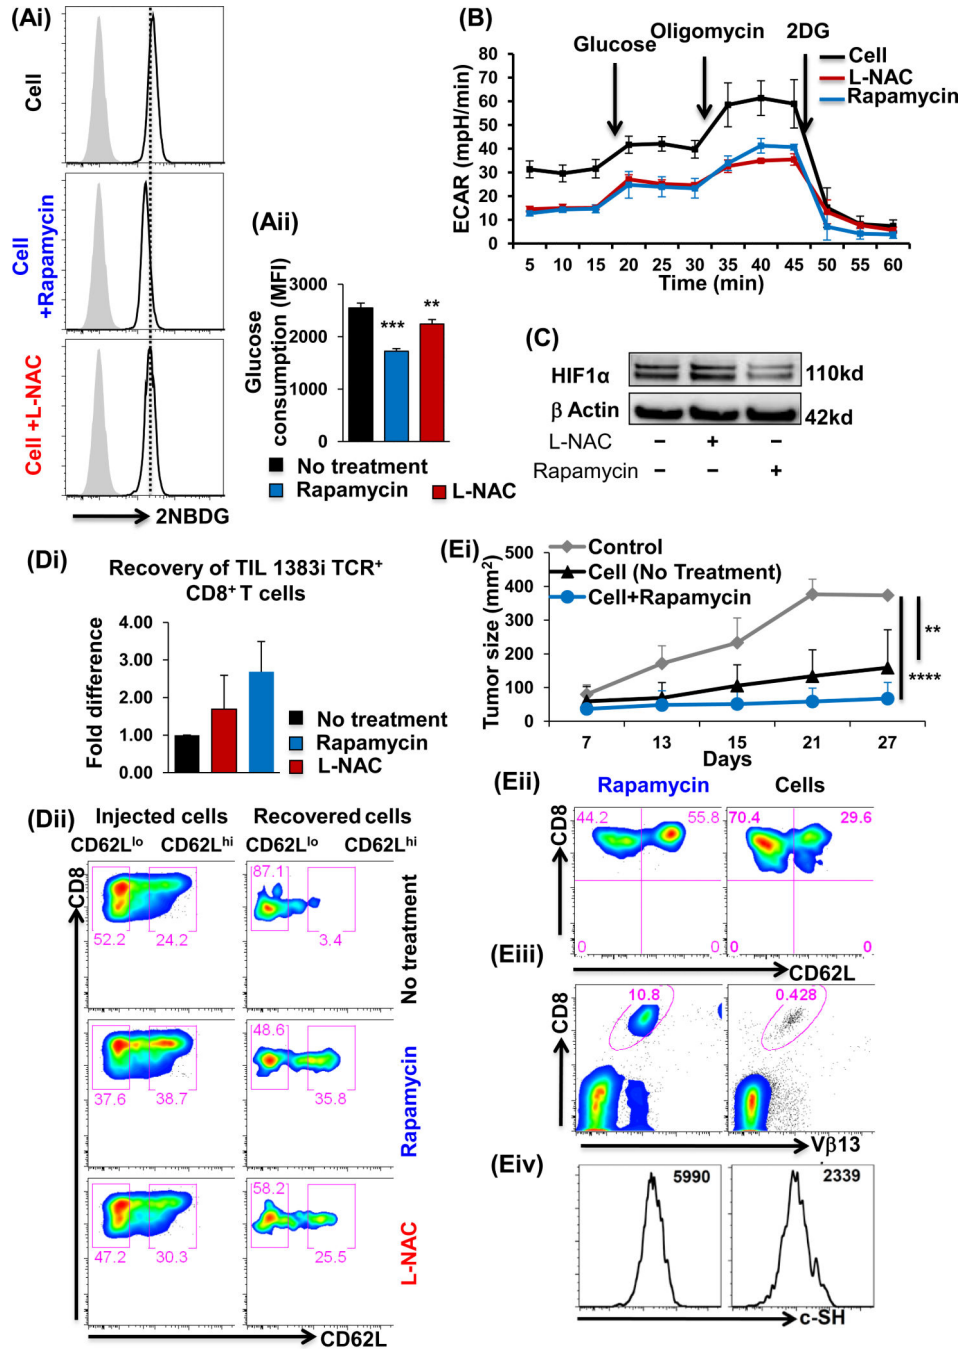 (Ai)
Cell
Cell
+Rapamycin
Cell +L-NAC
2NBDG
(Aii)
Glucose
consumption (MFI)
3000
2000
1000
0
***
**
No treatment
Rapamycin
L-NAC
(B)
Glucose
Oligomycin
2DG
Cell
L-NAC
Rapamycin
ECAR (mpH/min)
80
70
60
50
40
30
20
10
0
5 10 15 20 25 30 35 40 45 50 55 60
Time (min)
(C)
HIF1α
110kd
β Actin
42kd
L-NAC – + –
Rapamycin – – +
(Di)
Recovery of TIL 1383i TCR+
CD8+ T cells
Fold difference
4.00
3.00
2.00
1.00
0.00
No treatment
Rapamycin
L-NAC
(Dii)
Injected cells
Recovered cells
CD62Llo CD62Lhi
CD62Llo CD62Lhi
CD8
52.2 24.2
87.1
3.4
No treatment
37.6 38.7
48.6
35.8
Rapamycin
47.2 30.3
58.2
25.5
L-NAC
CD62L
(Ei)
Control
Cell (No Treatment)
Cell+Rapamycin
Tumor size (mm2)
500
400
300
200
100
0
**
****
7 13 15 21 27
Days
(Eii)
Rapamycin
Cells
CD8
44.2 55.8
70.4 29.6
0 0
0 0
CD62L
(Eiii)
CD8
10.8
0.428
Vβ13
(Eiv)
5990
2339
c-SH